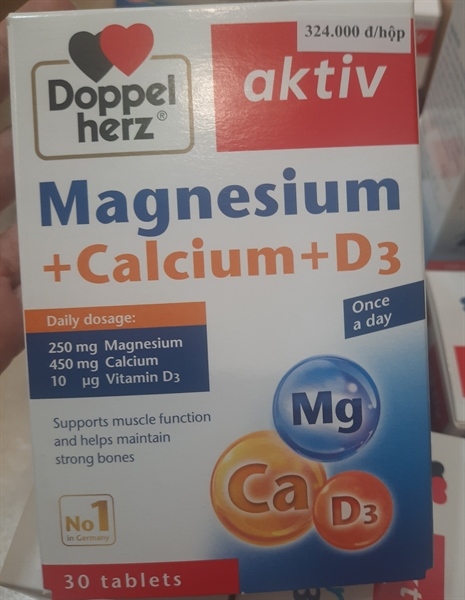 324.000 đ/hộp
Doppel
herz®
aktiv
Magnesium
+Calcium+D3
Once
a day
Daily dosage:
250 mg Magnesium
450 mg Calcium
10 µg Vitamin D3
Supports muscle function
and helps maintain
strong bones
Mg
Ca
D3
No1
in Germany
30 tablets